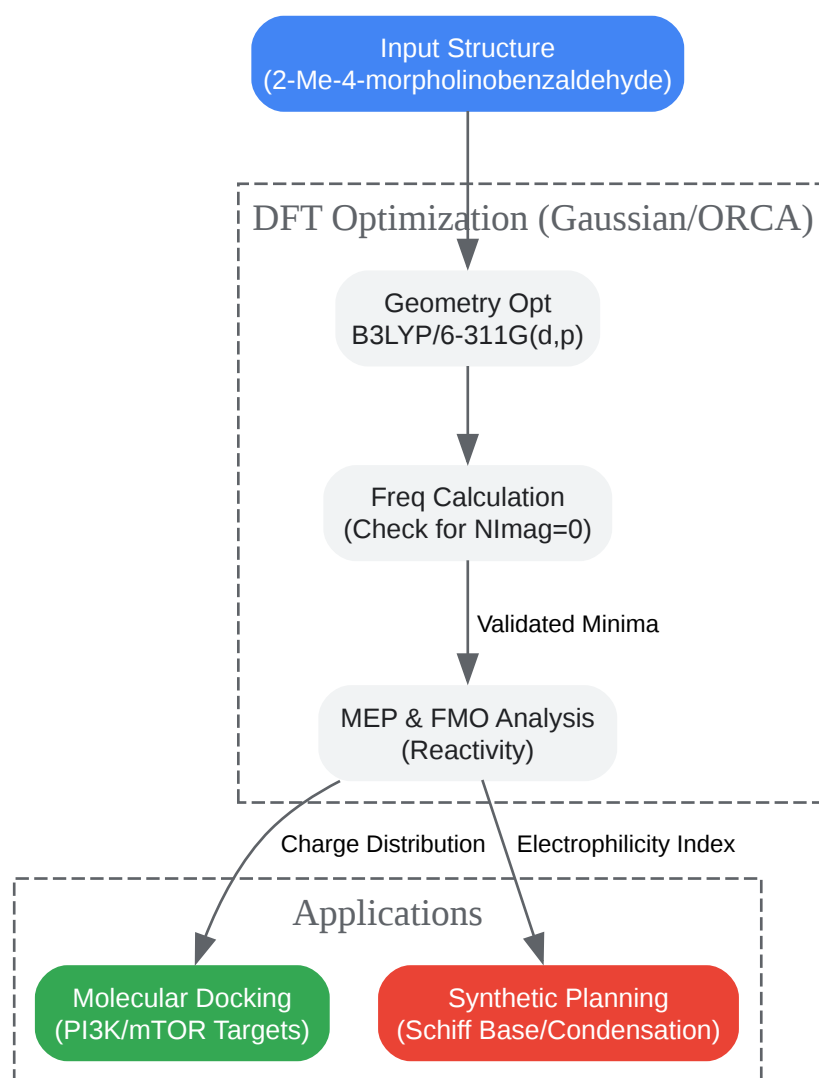 Input Structure
(2-Me-4-morpholinobenzaldehyde)
DFT Optimization (Gaussian/ORCA)
Geometry Opt
B3LYP/6-311G(d,p)
Freq Calculation
(Check for NImag=0)
Validated Minima
MEP & FMO Analysis
(Reactivity)
Charge Distribution
Electrophilicity Index
Applications
Molecular Docking
(PI3K/mTOR Targets)
Synthetic Planning
(Schiff Base/Condensation)